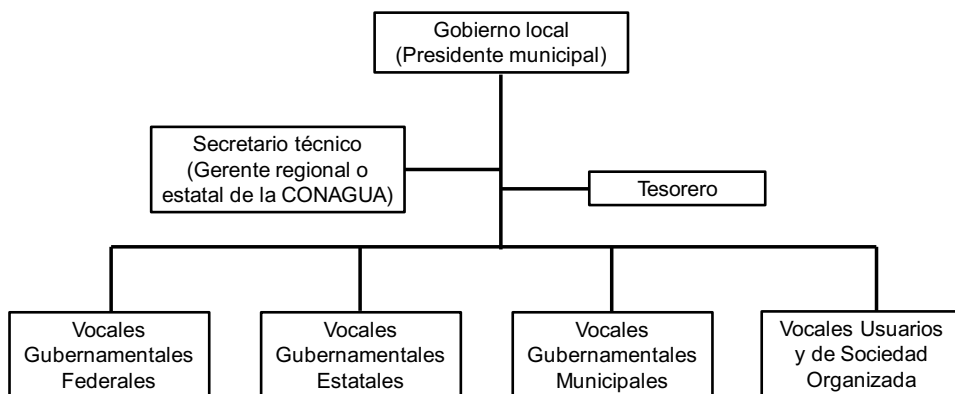 Gobierno local
(Presidente municipal)
Secretario técnico
(Gerente regional o
estatal de la CONAGUA)
Tesorero
Vocales
Gubernamentales
Federales
Vocales
Gubernamentales
Estatales
Vocales
Gubernamentales
Municipales
Vocales Usuarios
y de Sociedad
Organizada